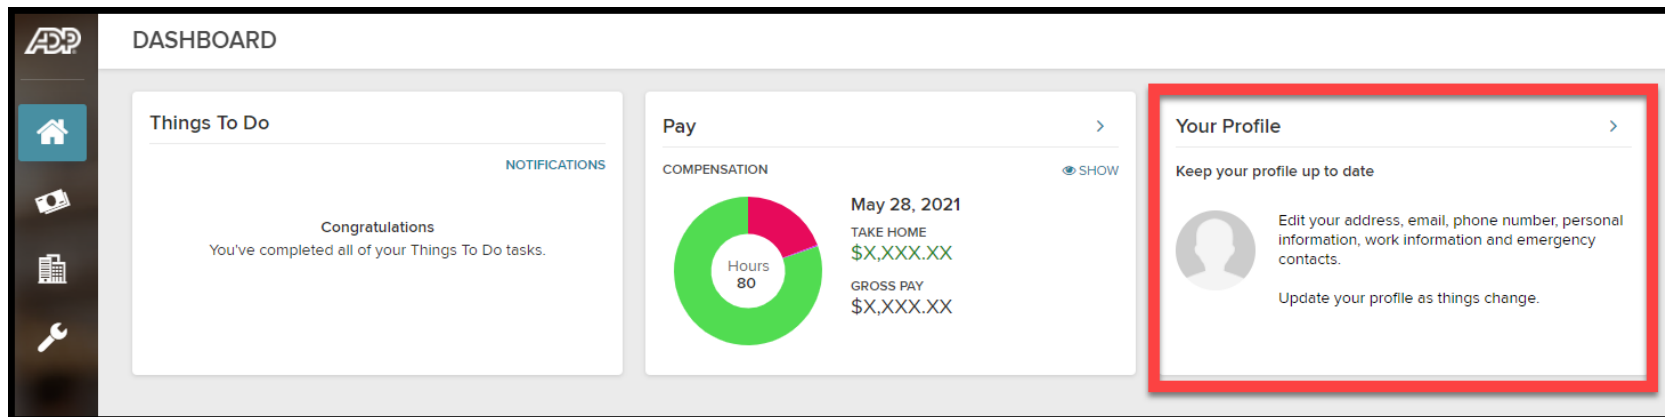 ADP
DASHBOARD
Things To Do
NOTIFICATIONS
Congratulations
You've completed all of your Things To Do tasks.
Pay
COMPENSATION
SHOW
Hours
80
May 28, 2021
TAKE HOME
$X,XXX.XX
GROSS PAY
$X,XXX.XX
Your Profile
Keep your profile up to date
Edit your address, email, phone number, personal
information, work information and emergency
contacts.
Update your profile as things change.